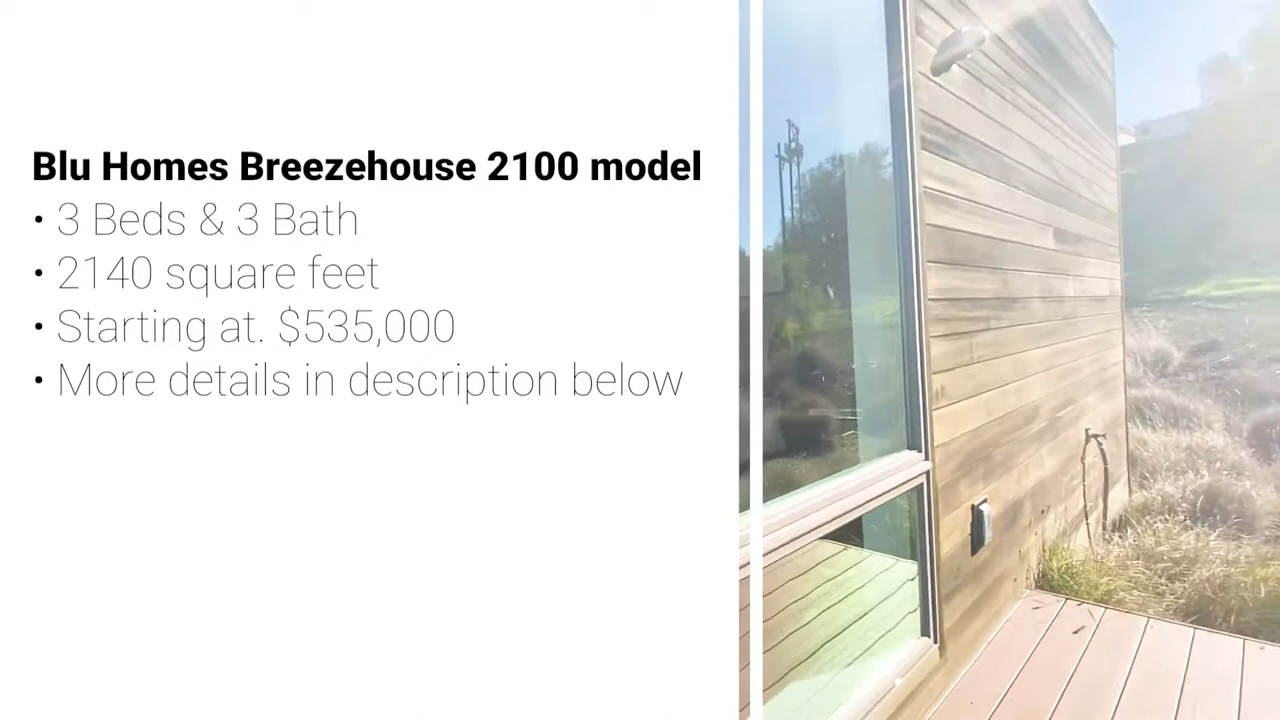 Blu Homes Breezehouse 2100 model
• 3 Beds & 3 Bath
• 2140 square feet
• Starting at. $535,000
• More details in description below